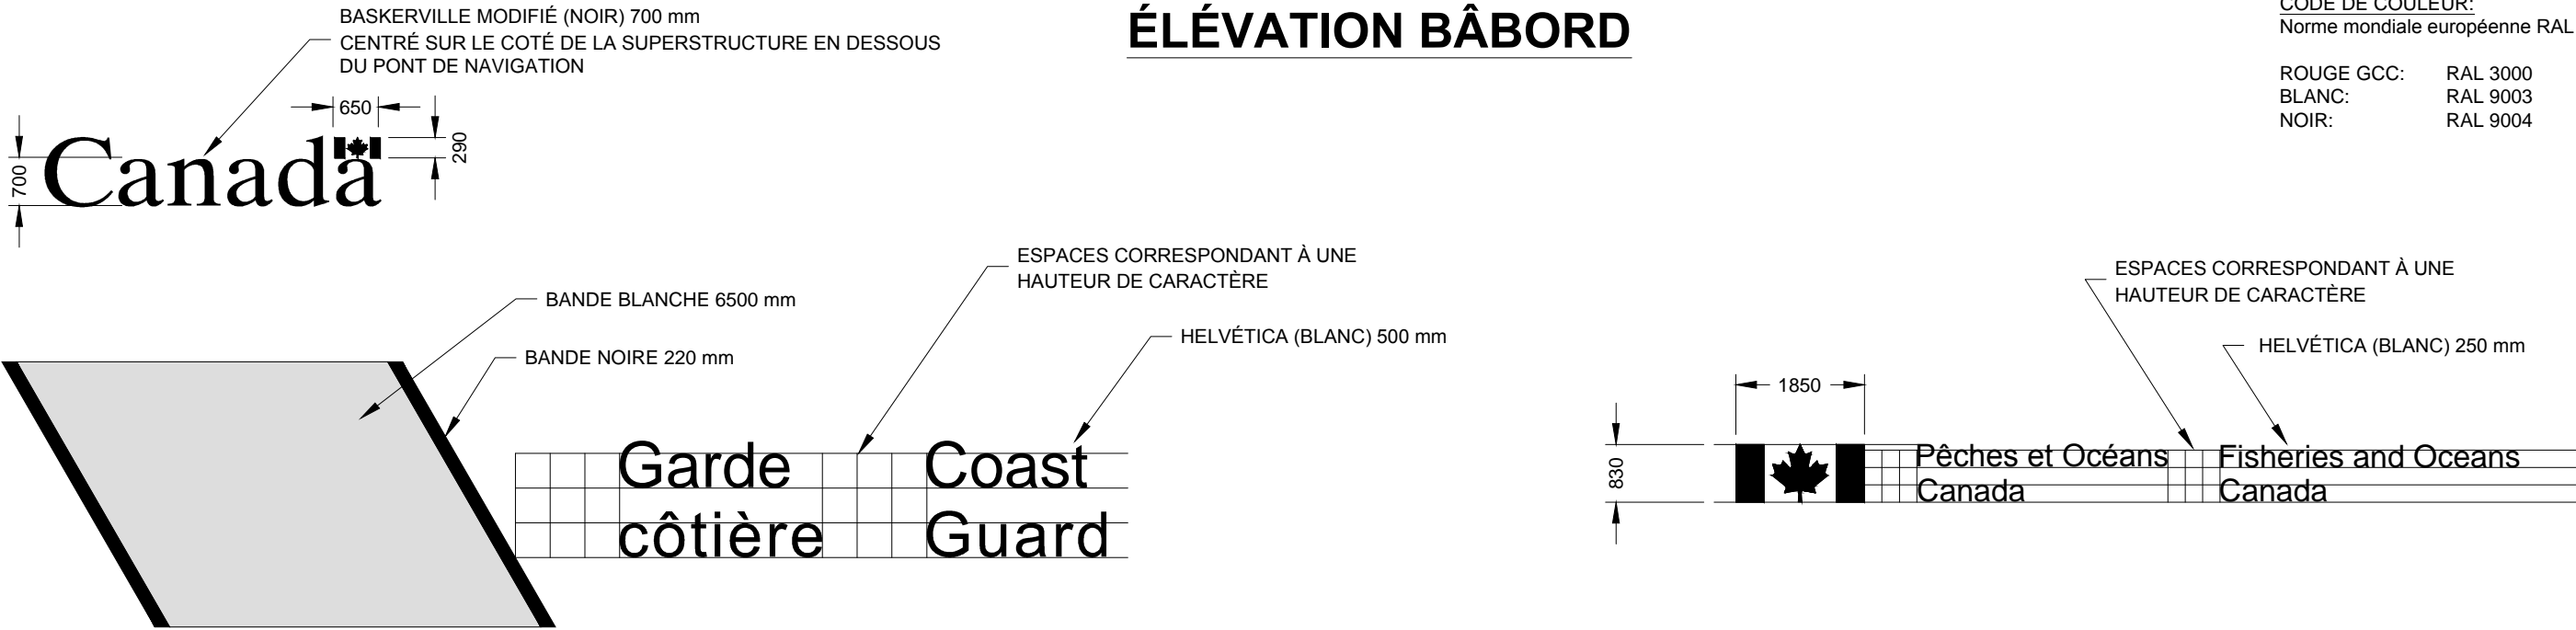 BASKERVILLE MODIFIÉ (NOIR) 700 mm
CENTRÉ SUR LE COTÉ DE LA SUPERSTRUCTURE EN DESSOUS
DU PONT DE NAVIGATION
ÉLÉVATION BÂBORD
CODE DE COULEUR:
Norme mondiale européenne RAL
ROUGE GCC: RAL 3000
BLANC: RAL 9003
NOIR: RAL 9004
650
290
700
Canada
ESPACES CORRESPONDANT À UNE
HAUTEUR DE CARACTÈRE
BANDE BLANCHE 6500 mm
HELVÉTICA (BLANC) 500 mm
BANDE NOIRE 220 mm
Garde
côtière
Coast
Guard
ESPACES CORRESPONDANT À UNE
HAUTEUR DE CARACTÈRE
HELVÉTICA (BLANC) 250 mm
1850
830
Pêches et Océans
Canada
Fisheries and Oceans
Canada